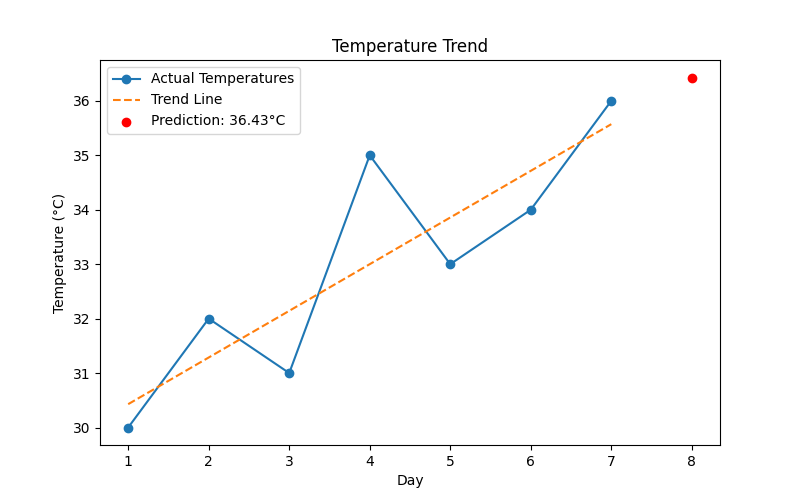 Temperature Trend
Actual Temperatures
Trend Line
Prediction: 36.43°C
Temperature (°C)
36
35
34
33
32
31
30
1 2 3 4 5 6 7 8
Day